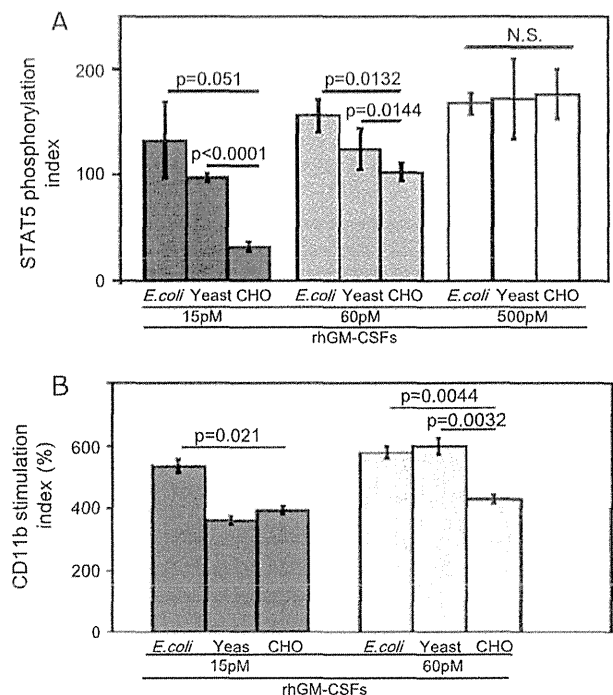 A
STAT5 phosphorylation
index
200
100
0
p=0.051
p<0.0001
p=0.0132
p=0.0144
N.S.
E.coli Yeast CHO
E.coli Yeast CHO
E.coli Yeast CHO
15pM
60pM
500pM
rhGM-CSFs
B
CD11b stimulation
index (%)
600
400
200
0
p=0.021
p=0.0044
p=0.0032
E.coli Yeas CHO
E.coli Yeast CHO
15pM
60pM
rhGM-CSFs